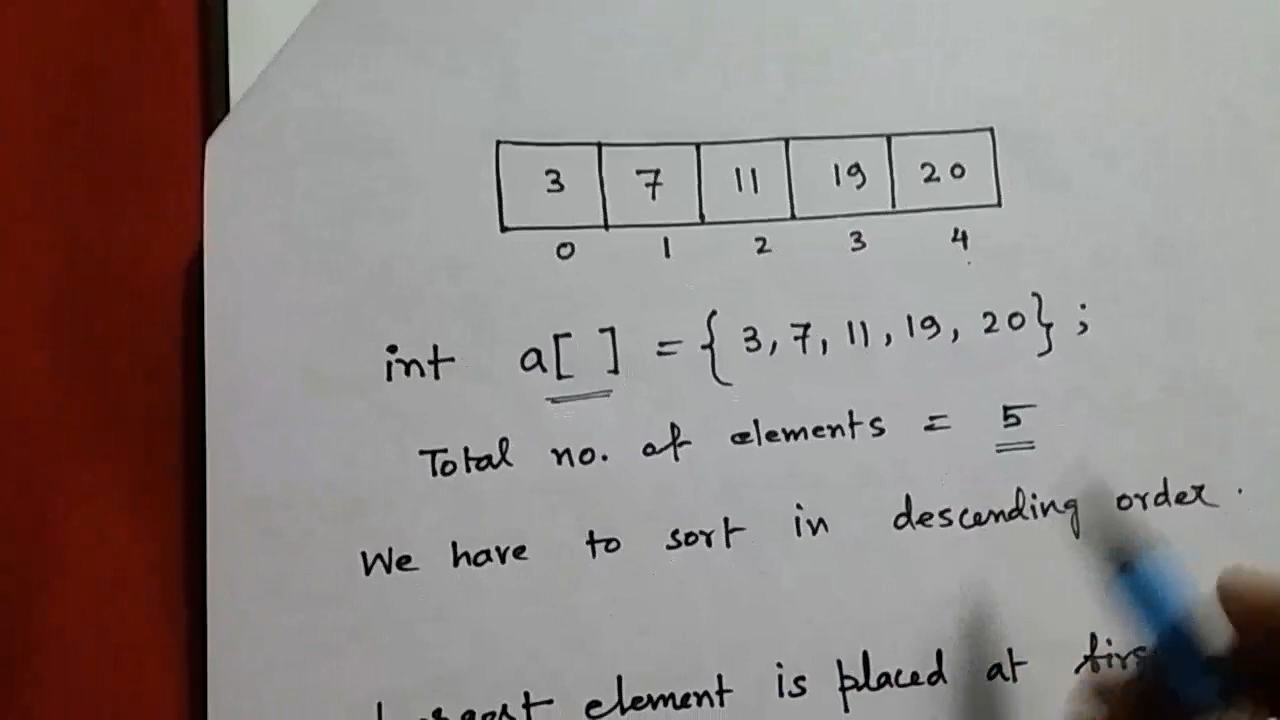 3 7 11 19 20
0 1 2 3 4
int a[ ] = { 3, 7, 11, 19, 20 } ;
Total no. of elements = 5
We have to sort in descending order.
element is placed at